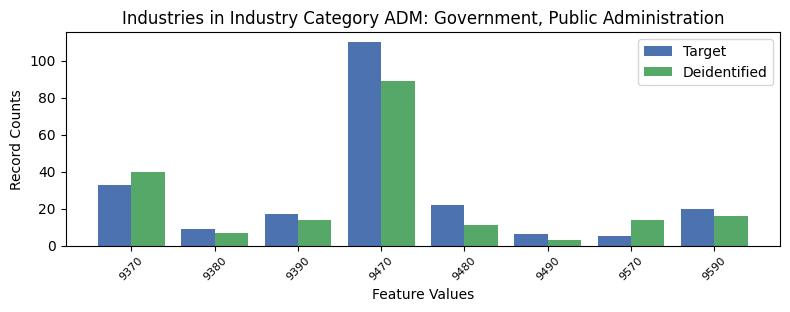 Industries in Industry Category ADM: Government, Public Administration
Target
Deidentified
Record Counts
100
80
60
40
20
0
9370
9380
9390
9470
9480
9490
9570
9590
Feature Values